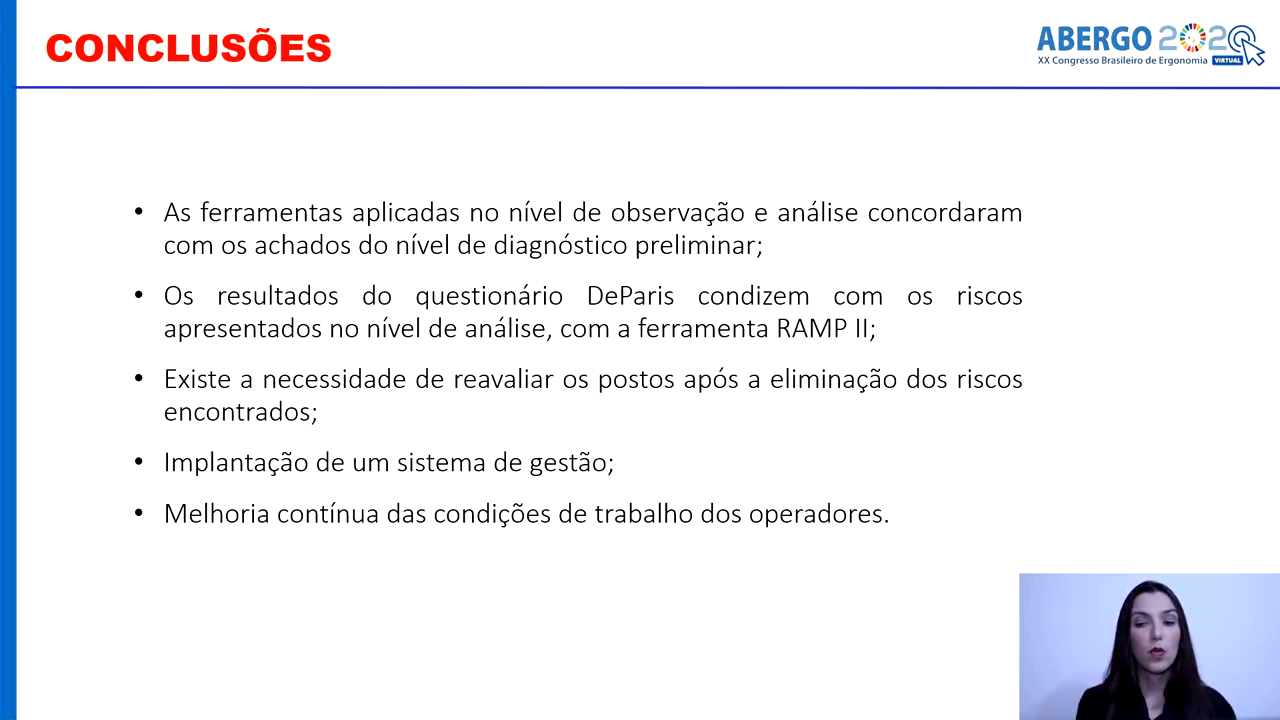 CONCLUSÕES
ABERGO 2020
XX Congresso Brasileiro de Ergonomia VIRTUAL
• As ferramentas aplicadas no nível de observação e análise concordaram
com os achados do nível de diagnóstico preliminar;
• Os resultados do questionário DeParis condizem com os riscos
apresentados no nível de análise, com a ferramenta RAMP II;
• Existe a necessidade de reavaliar os postos após a eliminação dos riscos
encontrados;
• Implantação de um sistema de gestão;
• Melhoria contínua das condições de trabalho dos operadores.